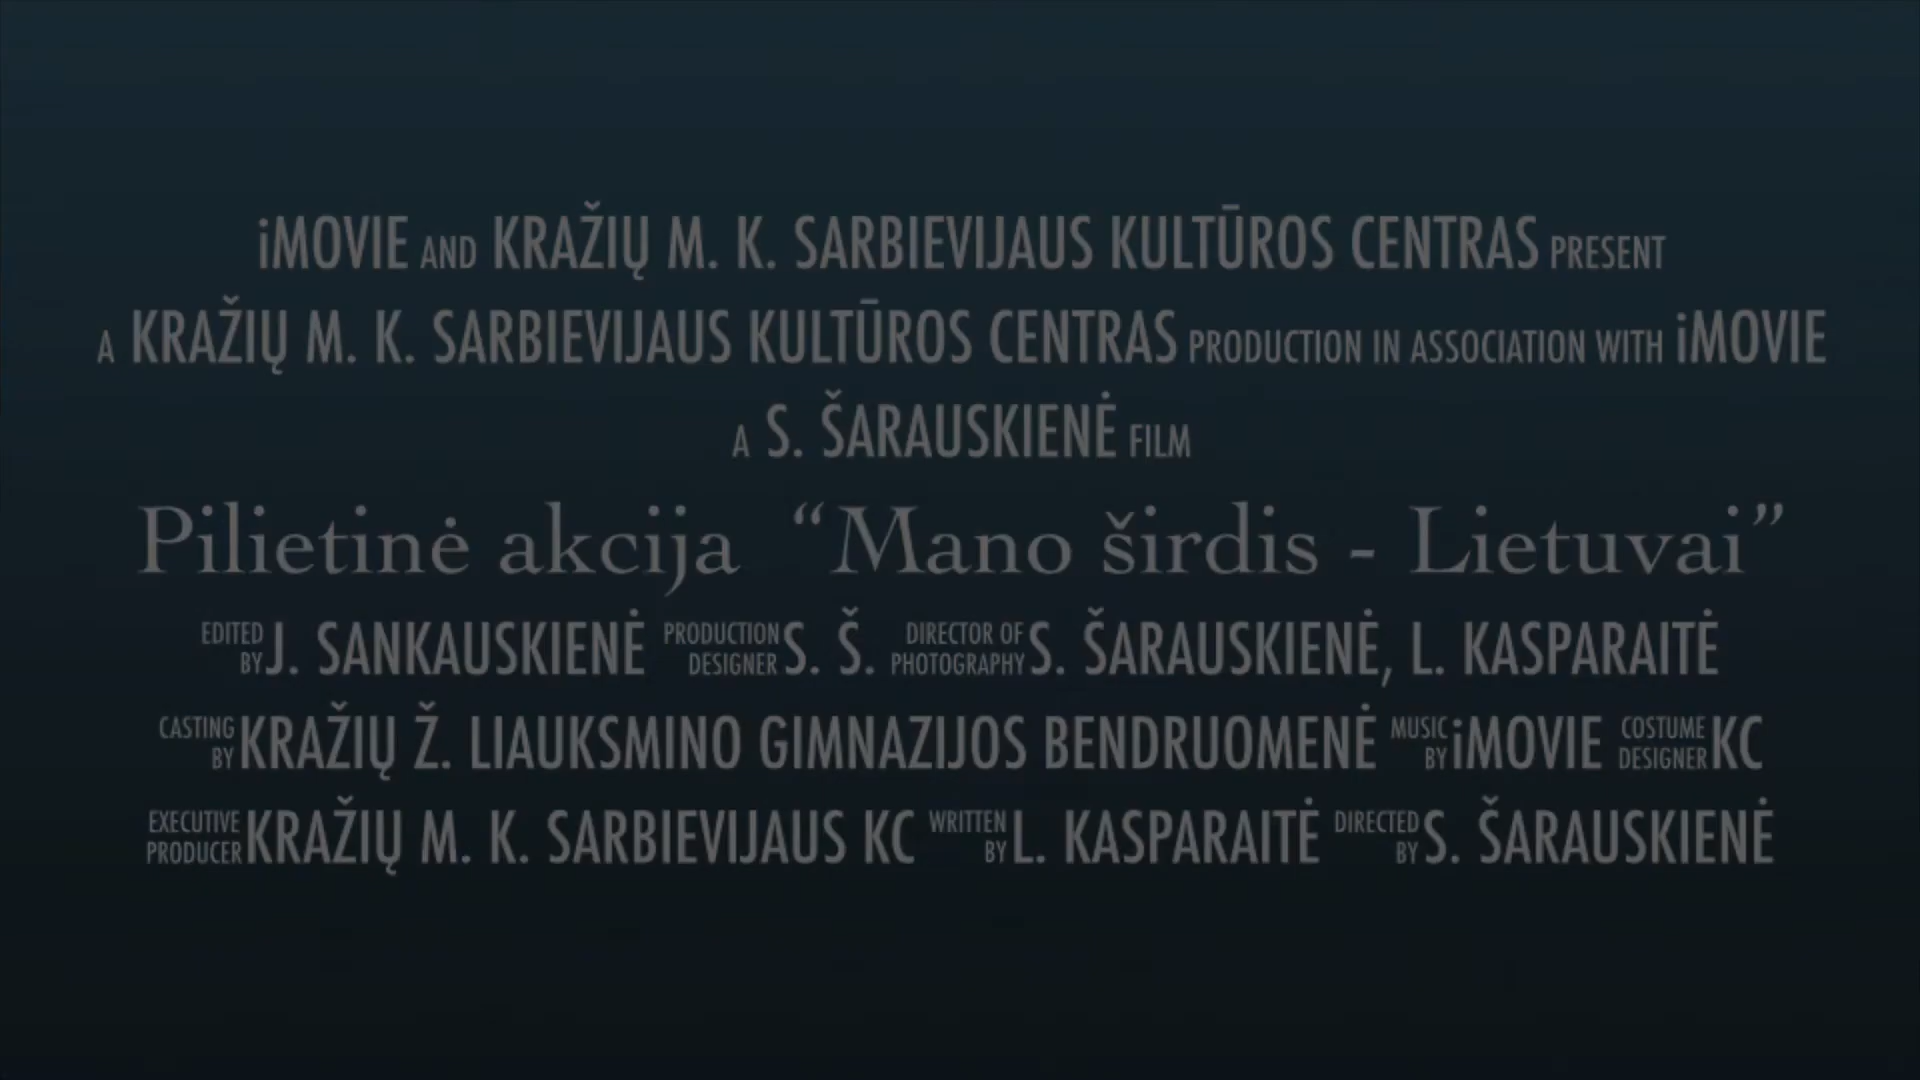 iMOVIE AND KRAŽIŲ M. K. SARBIEVIJAUS KULTŪROS CENTRAS PRESENT
A KRAŽIŲ M. K. SARBIEVIJAUS KULTŪROS CENTRAS PRODUCTION IN ASSOCIATION WITH iMOVIE
A S. ŠARAUSKIENĖ FILM
Pilietinė akcija “Mano širdis - Lietuvai”
EDITED BY J. SANKAUSKIENĖ PRODUCTION DESIGNER S. Š. DIRECTOR OF PHOTOGRAPHY S. ŠARAUSKIENĖ, L. KASPARAITĖ
CASTING BY KRAŽIŲ Ž. LIAUKSMINO GIMNAZIJOS BENDRUOMENĖ MUSIC BY iMOVIE COSTUME DESIGNER KC
EXECUTIVE PRODUCER KRAŽIŲ M. K. SARBIEVIJAUS KC WRITTEN BY L. KASPARAITĖ DIRECTED BY S. ŠARAUSKIENĖ